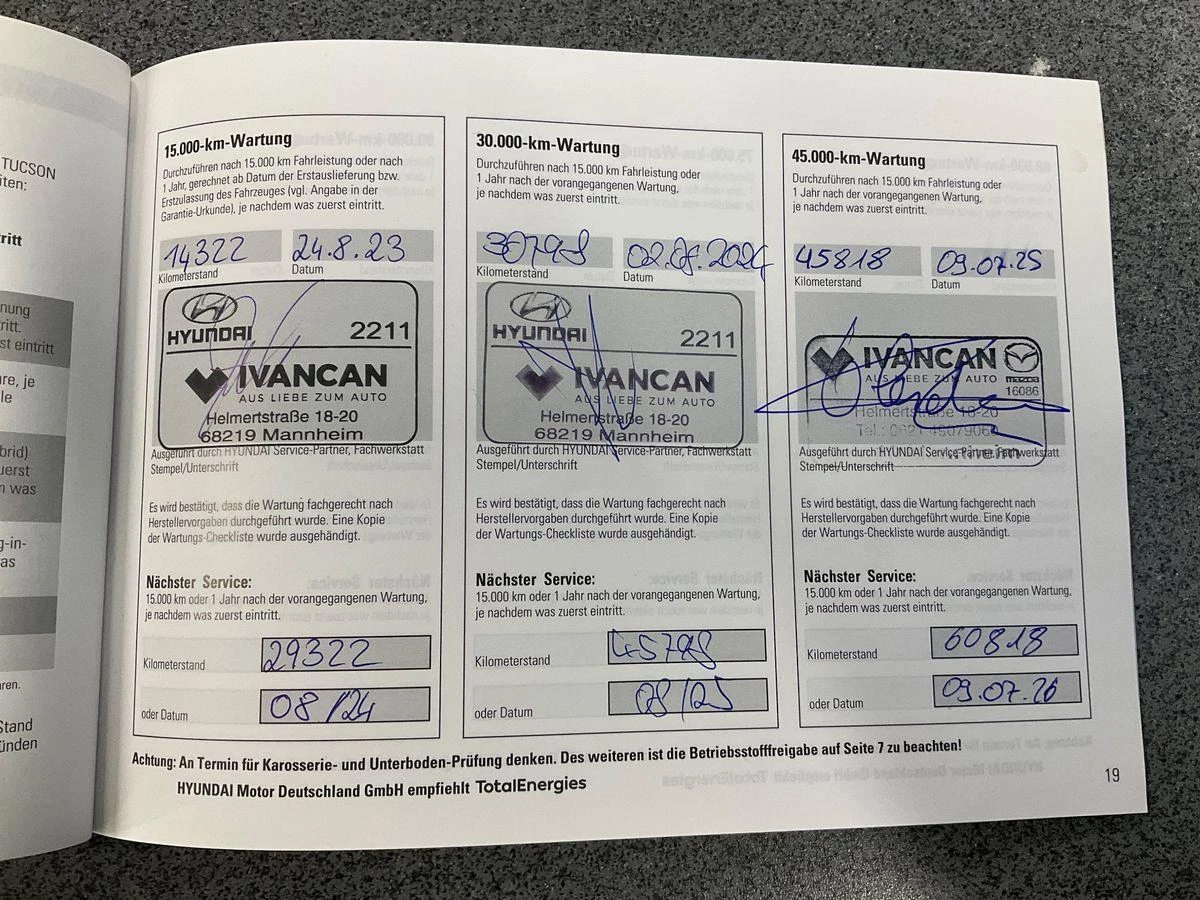 TUCSON
iten:
ritt
nung
ritt.
st eintritt
re, je
le
brid)
uerst
n was
g-in-
as
ren.
Stand
ünden
15.000-km-Wartung
Durchzuführen nach 15.000 km Fahrleistung oder nach
1 Jahr, gerechnet ab Datum der Erstauslieferung bzw.
Erstzulassung des Fahrzeuges (vgl. Angabe in der
Garantie-Urkunde), je nachdem was zuerst eintritt.
14322 24.8.23
Kilometerstand Datum
HYUNDAI 2211
IVANCAN
AUS LIEBE ZUM AUTO
Helmertstraße 18-20
68219 Mannheim
Ausgeführt durch HYUNDAI Service-Partner, Fachwerkstatt
Stempel/Unterschrift
Es wird bestätigt, dass die Wartung fachgerecht nach
Herstellervorgaben durchgeführt wurde. Eine Kopie
der Wartungs-Checkliste wurde ausgehändigt.
Nächster Service:
15.000 km oder 1 Jahr nach der vorangegangenen Wartung,
je nachdem was zuerst eintritt.
Kilometerstand 29322
oder Datum 08/24
30.000-km-Wartung
Durchzuführen nach 15.000 km Fahrleistung oder
1 Jahr nach der vorangegangenen Wartung,
je nachdem was zuerst eintritt.
30798 02.08.2024
Kilometerstand Datum
HYUNDAI 2211
IVANCAN
AUS LIEBE ZUM AUTO
Helmertstraße 18-20
68219 Mannheim
Ausgeführt durch HYUNDAI Service-Partner, Fachwerkstatt
Stempel/Unterschrift
Es wird bestätigt, dass die Wartung fachgerecht nach
Herstellervorgaben durchgeführt wurde. Eine Kopie
der Wartungs-Checkliste wurde ausgehändigt.
Nächster Service:
15.000 km oder 1 Jahr nach der vorangegangenen Wartung,
je nachdem was zuerst eintritt.
Kilometerstand 45798
oder Datum 08/25
45.000-km-Wartung
Durchzuführen nach 15.000 km Fahrleistung oder
1 Jahr nach der vorangegangenen Wartung,
je nachdem was zuerst eintritt.
45818 09.07.25
Kilometerstand Datum
IVANCAN
AUS LIEBE ZUM AUTO mazda
16086
Helmertstraße 18-20
Tel.: 0621
Ausgeführt durch HYUNDAI Service-Partner, Fachwerkstatt
Stempel/Unterschrift
Es wird bestätigt, dass die Wartung fachgerecht nach
Herstellervorgaben durchgeführt wurde. Eine Kopie
der Wartungs-Checkliste wurde ausgehändigt.
Nächster Service:
15.000 km oder 1 Jahr nach der vorangegangenen Wartung,
je nachdem was zuerst eintritt.
Kilometerstand 60818
oder Datum 09.07.26
Achtung: An Termin für Karosserie- und Unterboden-Prüfung denken. Des weiteren ist die Betriebsstofffreigabe auf Seite 7 zu beachten!
HYUNDAI Motor Deutschland GmbH empfiehlt TotalEnergies
19